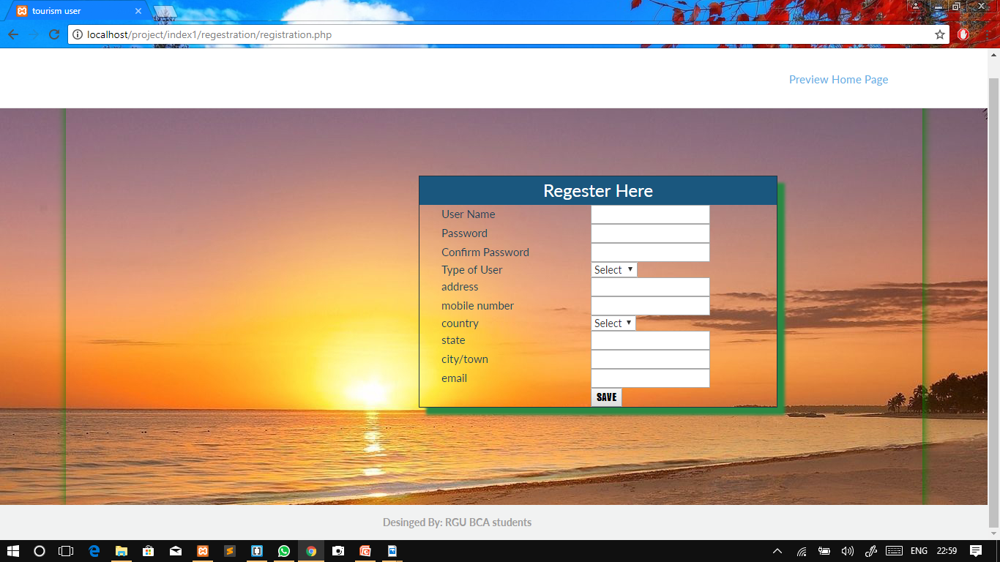 tourism user
localhost/project/index1/regestration/registration.php
Preview Home Page
Regester Here
User Name
Password
Confirm Password
Type of User Select
address
mobile number
country Select
state
city/town
email
SAVE
Desinged By: RGU BCA students
ENG 22:59